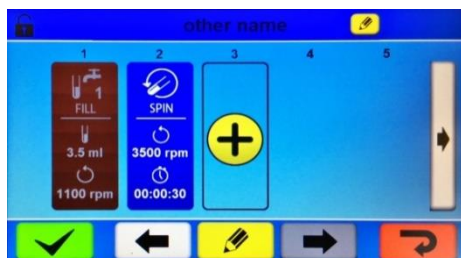 other name
1 2 3 4 5
1
FILL
3.5 ml
1100 rpm
SPIN
3500 rpm
00:00:30